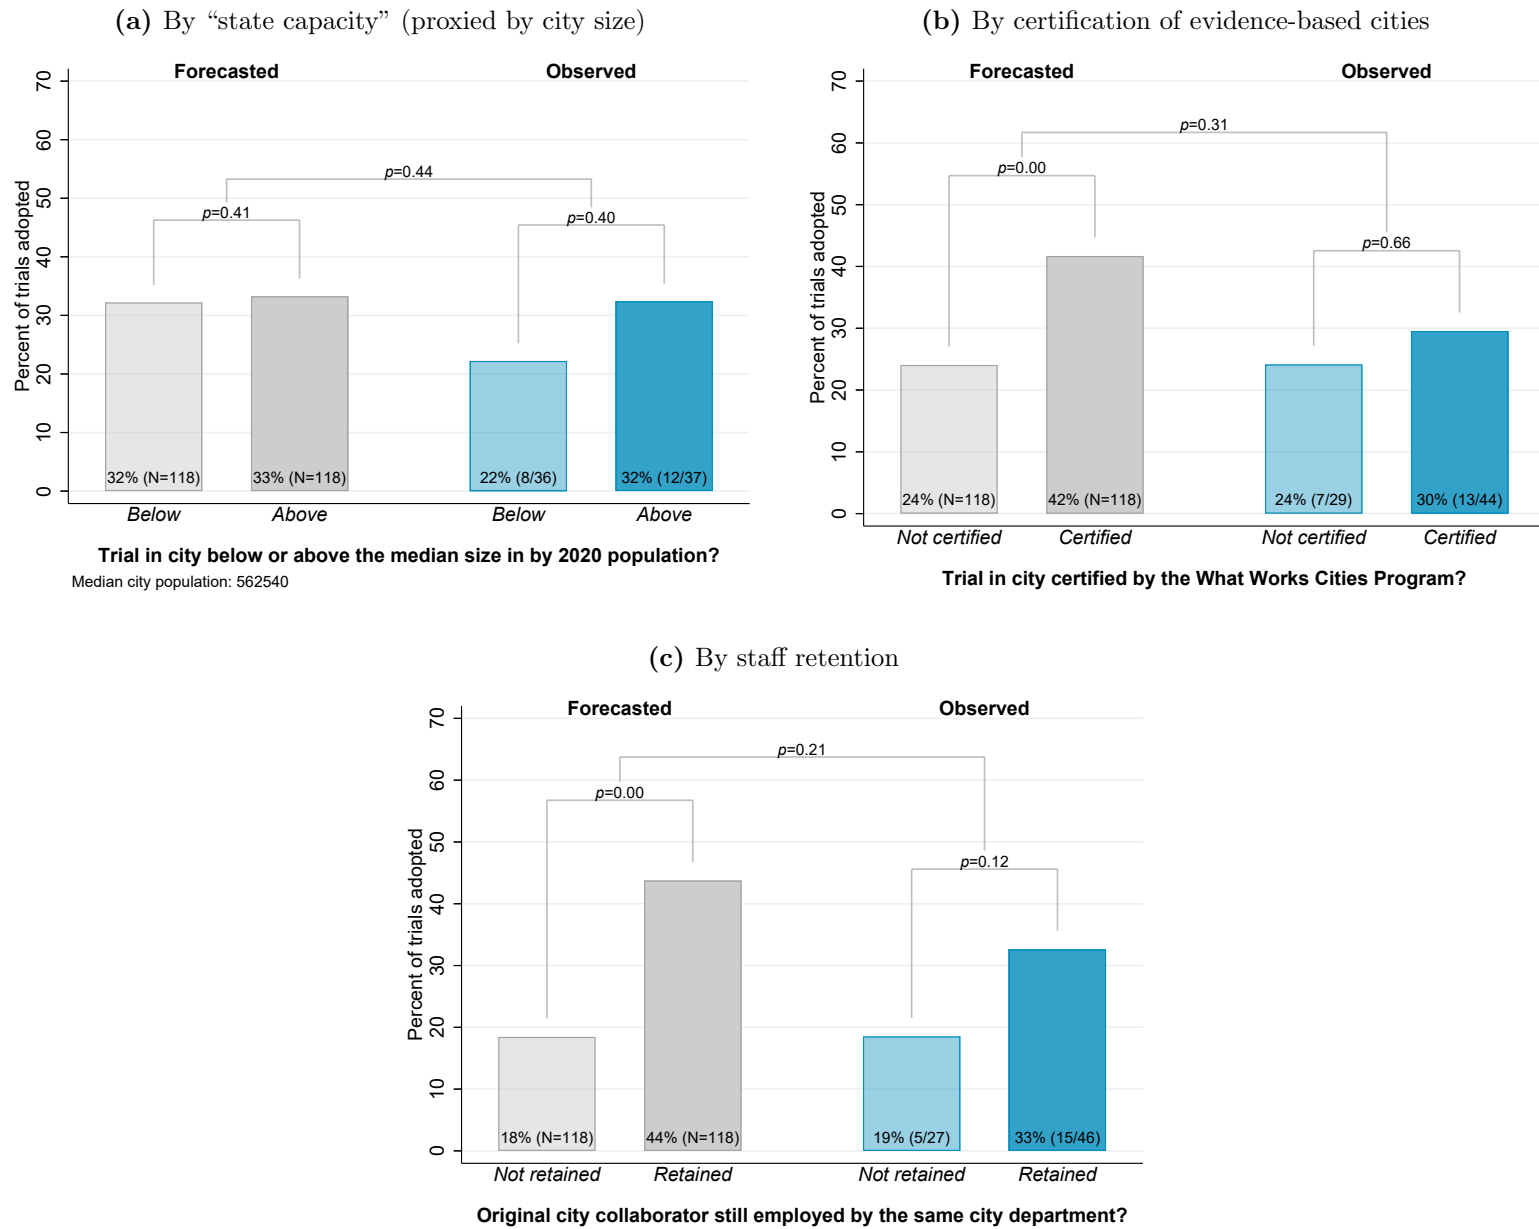 (a) By “state capacity” (proxied by city size)
Forecasted
Observed
Percent of trials adopted
70
60
50
40
30
20
10
0
p=0.44
p=0.41
p=0.40
32% (N=118)
33% (N=118)
22% (8/36)
32% (12/37)
Below
Above
Below
Above
Trial in city below or above the median size in by 2020 population?
Median city population: 562540
(b) By certification of evidence-based cities
Forecasted
Observed
Percent of trials adopted
70
60
50
40
30
20
10
0
p=0.31
p=0.00
p=0.66
24% (N=118)
42% (N=118)
24% (7/29)
30% (13/44)
Not certified
Certified
Not certified
Certified
Trial in city certified by the What Works Cities Program?
(c) By staff retention
Forecasted
Observed
Percent of trials adopted
70
60
50
40
30
20
10
0
p=0.21
p=0.00
p=0.12
18% (N=118)
44% (N=118)
19% (5/27)
33% (15/46)
Not retained
Retained
Not retained
Retained
Original city collaborator still employed by the same city department?